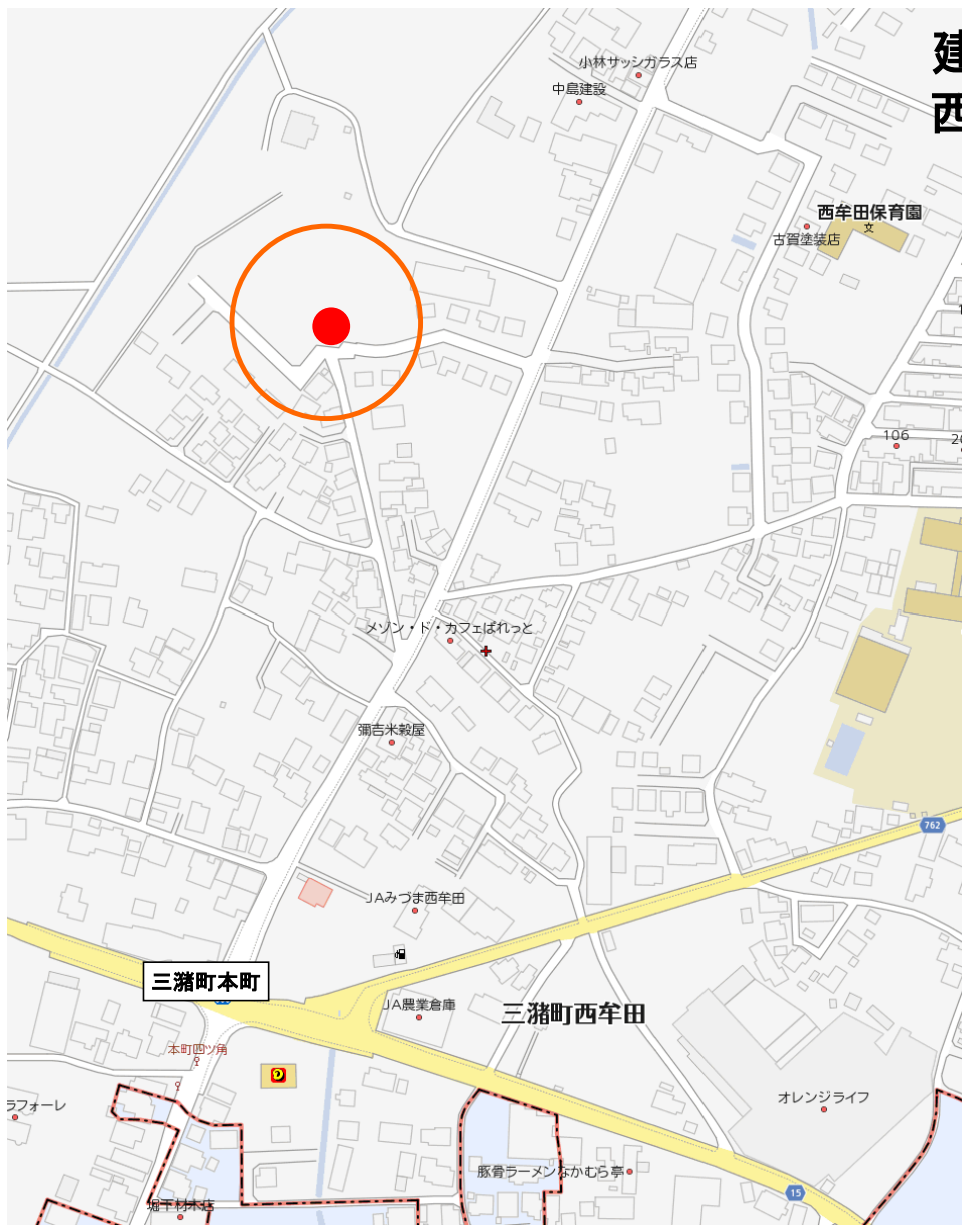 建
西
小林サッシガラス店
中島建設
西牟田保育園
文
古賀塗装店
106
メゾン・ド・カフェぱれっと
彌吉米穀屋
762
JAみづま西牟田
三潴町本町
JA農業倉庫
三潴町西牟田
本町四ツ角
オレンジライフ
ラフォーレ
豚骨ラーメンなかむら亭
15
堀下材木店